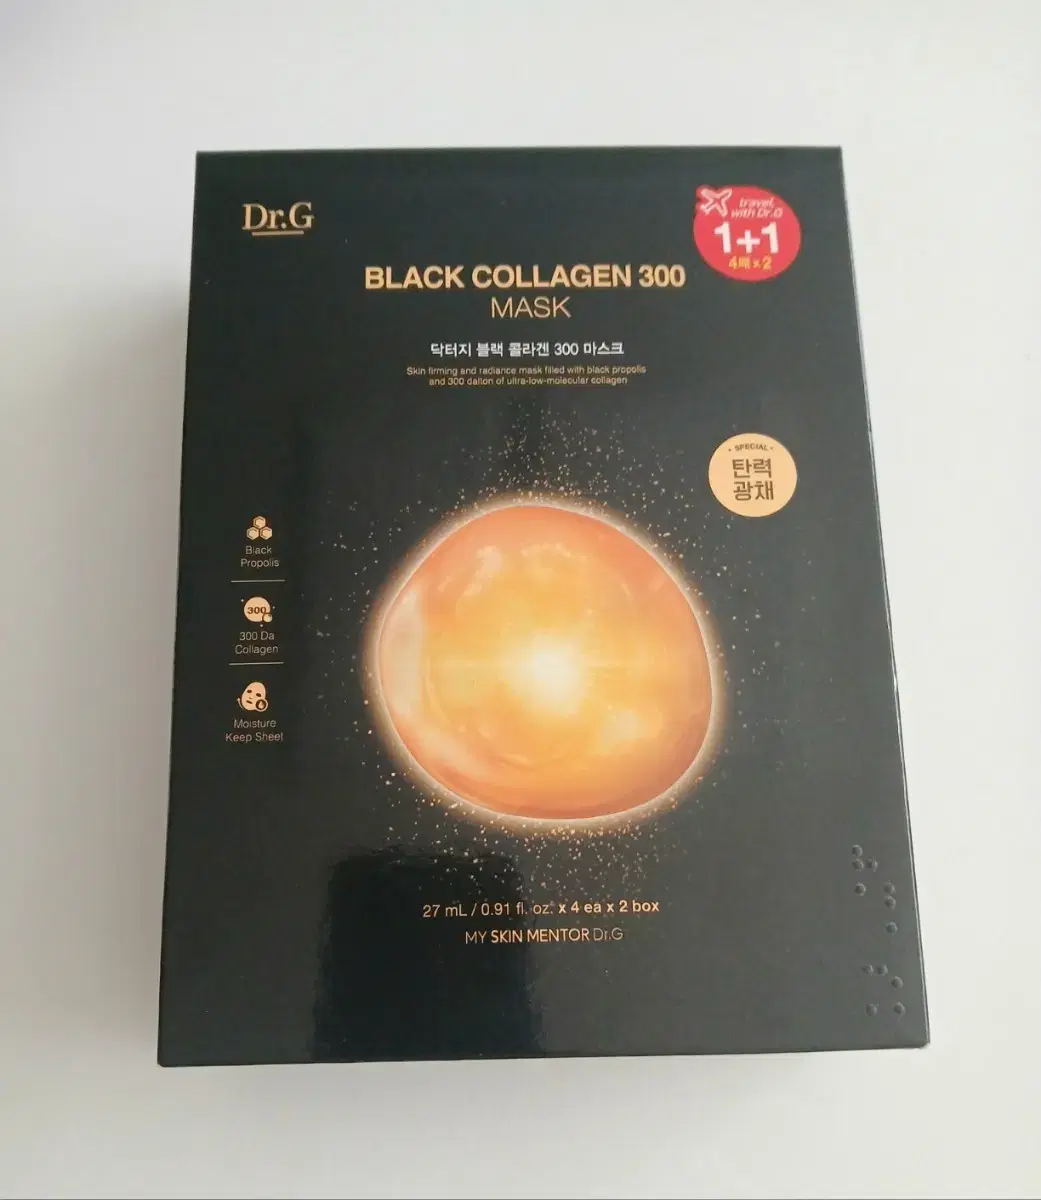 Dr.G
travel
with Dr.G
1+1
4매 x 2
BLACK COLLAGEN 300
MASK
닥터지 블랙 콜라겐 300 마스크
Skin firming and radiance mask filled with black propolis
and 300 dalton of ultra-low-molecular collagen
SPECIAL
탄력
광채
Black
Propolis
300
300 Da
Collagen
Moisture
Keep Sheet
27 mL / 0.91 fl. oz. x 4 ea x 2 box
MY SKIN MENTOR Dr.G